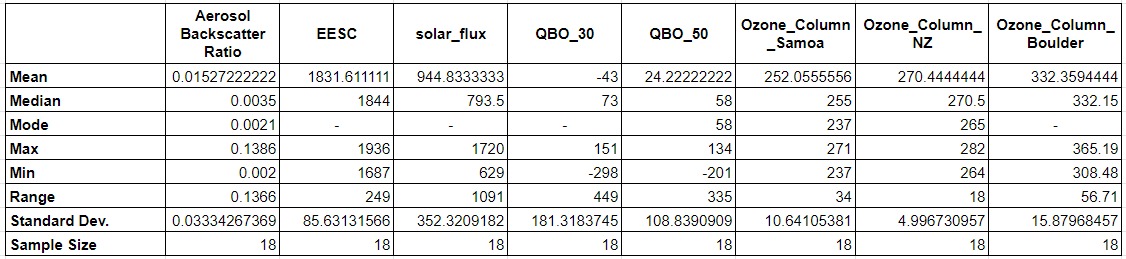 Aerosol Backscatter Ratio EESC solar_flux QBO_30 QBO_50 Ozone_Column_Samoa Ozone_Column_NZ Ozone_Column_Boulder
Mean 0.01527222222 1831.611111 944.8333333 -43 24.22222222 252.0555556 270.4444444 332.3594444
Median 0.0035 1844 793.5 73 58 255 270.5 332.15
Mode 0.0021 - - - 58 237 265 -
Max 0.1386 1936 1720 151 134 271 282 365.19
Min 0.002 1687 629 -298 -201 237 264 308.48
Range 0.1366 249 1091 449 335 34 18 56.71
Standard Dev. 0.03334267369 85.63131566 352.3209182 181.3183745 108.8390909 10.64105381 4.996730957 15.87968457
Sample Size 18 18 18 18 18 18 18 18